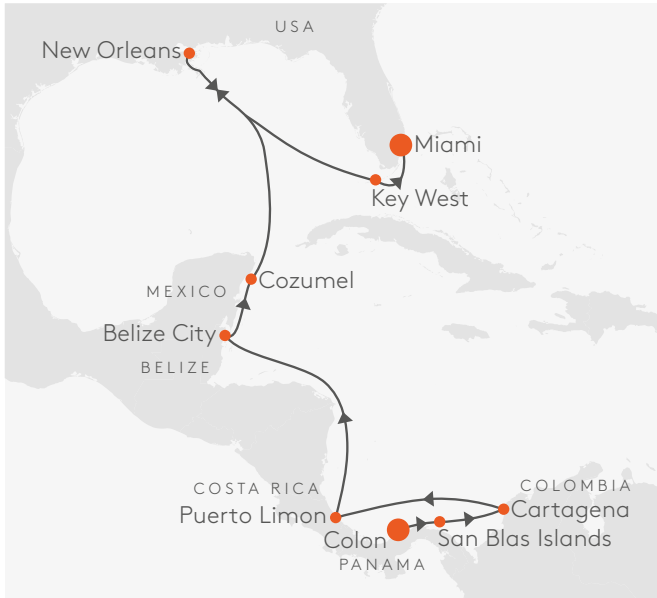 USA
New Orleans
Miami
Key West
Cozumel
MEXICO
Belize City
BELIZE
COSTA RICA
COLOMBIA
Puerto Limon
Cartagena
Colon
San Blas Islands
PANAMA